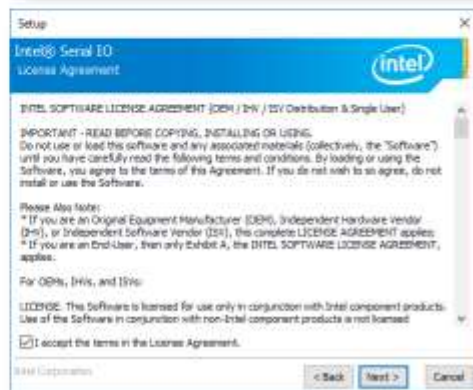 Setup
Intel® Serial IO
License Agreement
intel
INTEL SOFTWARE LICENSE AGREEMENT (OEM / IHV / ISV Distribution & Single User)
IMPORTANT - READ BEFORE COPYING, INSTALLING OR USING.
Do not use or load this software and any associated materials (collectively, the "Software")
until you have carefully read the following terms and conditions. By loading or using the
Software, you agree to the terms of this Agreement. If you do not wish to so agree, do not
install or use the Software.
Please Also Note:
* If you are an Original Equipment Manufacturer (OEM), Independent Hardware Vendor
(IHV), or Independent Software Vendor (ISV), this complete LICENSE AGREEMENT applies;
* If you are an End-User, then only Exhibit A, the INTEL SOFTWARE LICENSE AGREEMENT,
applies.
For OEMs, IHVs, and ISVs:
LICENSE. This Software is licensed for use only in conjunction with Intel component products.
Use of the Software in conjunction with non-Intel component products is not licensed
I accept the terms in the License Agreement.
Intel Corporation
< Back
Next >
Cancel